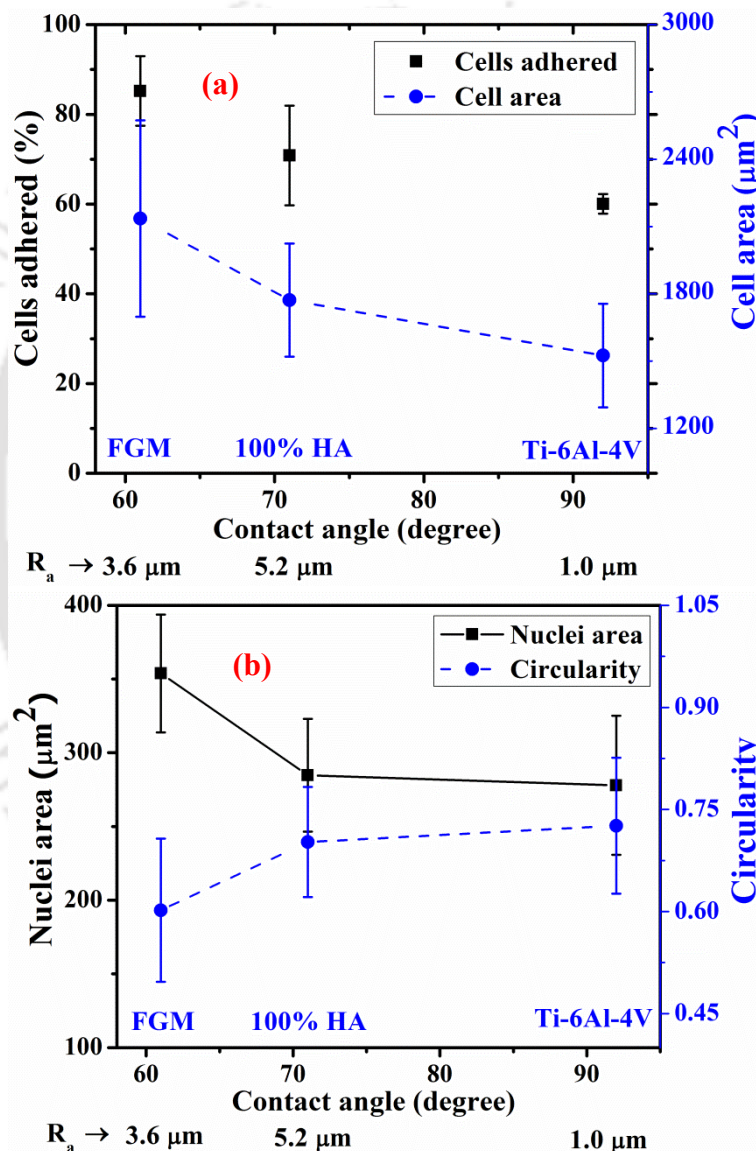 100
80
60
40
20
0
Cells adhered (%)
(a)
Cells adhered
Cell area
3000
2400
1800
1200
Cell area (μm²)
FGM 100% HA Ti-6Al-4V
60 70 80 90
Contact angle (degree)
Rₐ → 3.6 μm 5.2 μm 1.0 μm
400
300
200
100
Nuclei area (μm²)
(b)
Nuclei area
Circularity
1.05
0.90
0.75
0.60
0.45
Circularity
FGM 100% HA Ti-6Al-4V
60 70 80 90
Contact angle (degree)
Rₐ → 3.6 μm 5.2 μm 1.0 μm